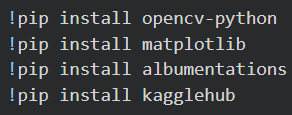 !pip install opencv-python
!pip install matplotlib
!pip install albumentations
!pip install kagglehub